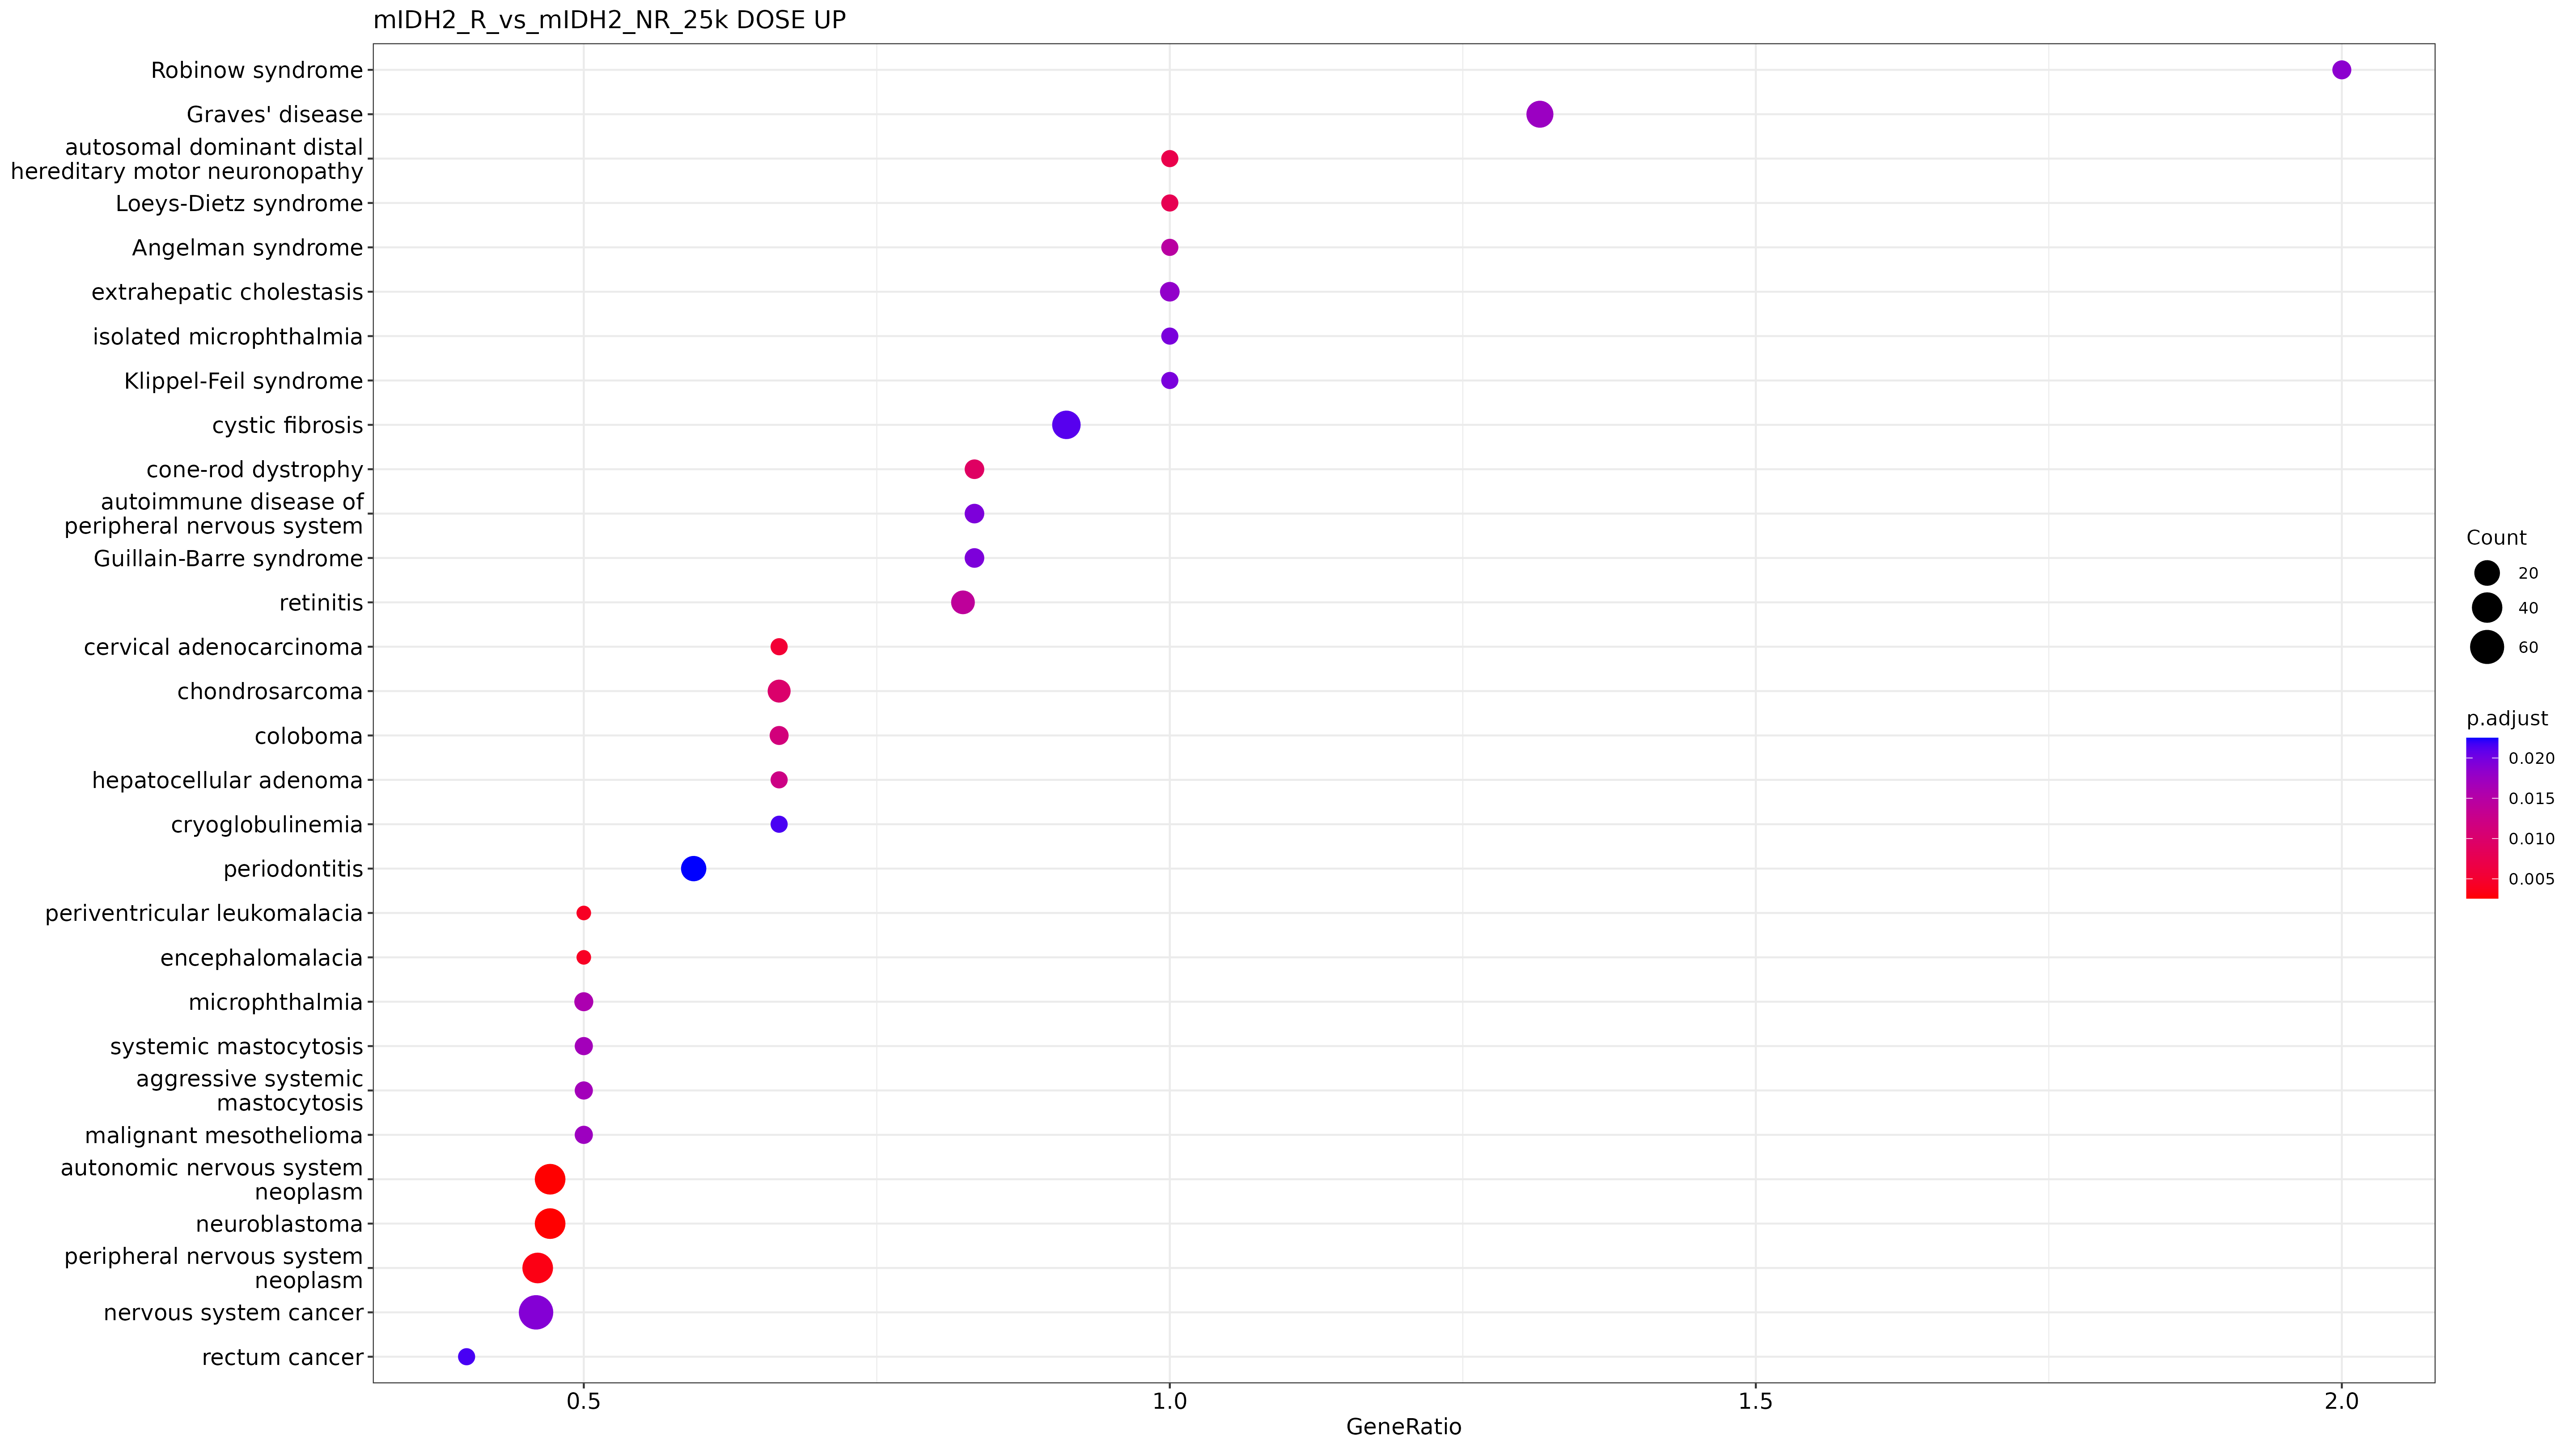 mIDH2_R_vs_mIDH2_NR_25k DOSE UP
Robinow syndrome
Graves' disease
autosomal dominant distal
hereditary motor neuronopathy
Loeys-Dietz syndrome
Angelman syndrome
extrahepatic cholestasis
isolated microphthalmia
Klippel-Feil syndrome
cystic fibrosis
cone-rod dystrophy
autoimmune disease of
peripheral nervous system
Guillain-Barre syndrome
retinitis
cervical adenocarcinoma
chondrosarcoma
coloboma
hepatocellular adenoma
cryoglobulinemia
periodontitis
periventricular leukomalacia
encephalomalacia
microphthalmia
systemic mastocytosis
aggressive systemic
mastocytosis
malignant mesothelioma
autonomic nervous system
neoplasm
neuroblastoma
peripheral nervous system
neoplasm
nervous system cancer
rectum cancer
0.5 1.0 1.5 2.0
GeneRatio
Count
20
40
60
p.adjust
0.020
0.015
0.010
0.005